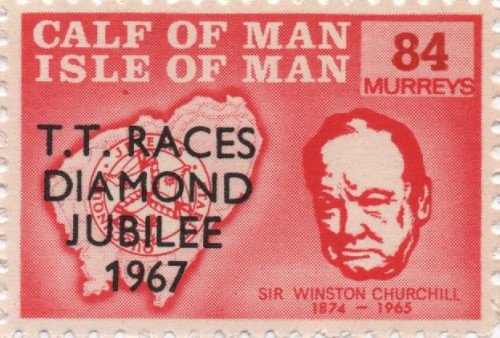 CALF OF MAN
ISLE OF MAN
84
MURREYS
T.T. RACES
DIAMOND
JUBILEE
1967
SIR WINSTON CHURCHILL
1874 – 1965